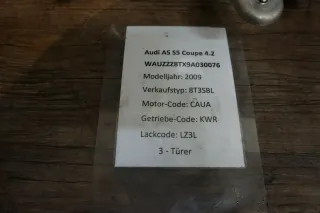 Audi A5 S5 Coupe 4.2
WAUZZZ8TX9A030076
Modelljahr: 2009
Verkaufstyp: 8T3SBL
Motor-Code: CAUA
Getriebe-Code: KWR
Lackcode: LZ3L
3 - Türer